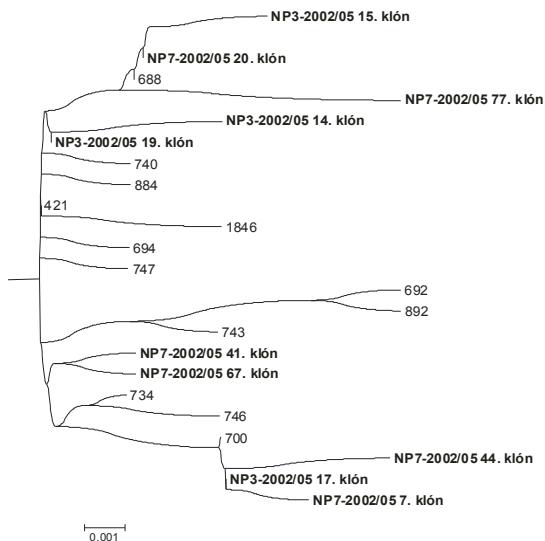 NP3-2002/05 15. klón
NP7-2002/05 20. klón
688
NP7-2002/05 77. klón
NP3-2002/05 14. klón
NP3-2002/05 19. klón
740
884
421
1846
694
747
692
892
743
NP7-2002/05 41. klón
NP7-2002/05 67. klón
734
746
700
NP7-2002/05 44. klón
NP3-2002/05 17. klón
NP7-2002/05 7. klón
0.001